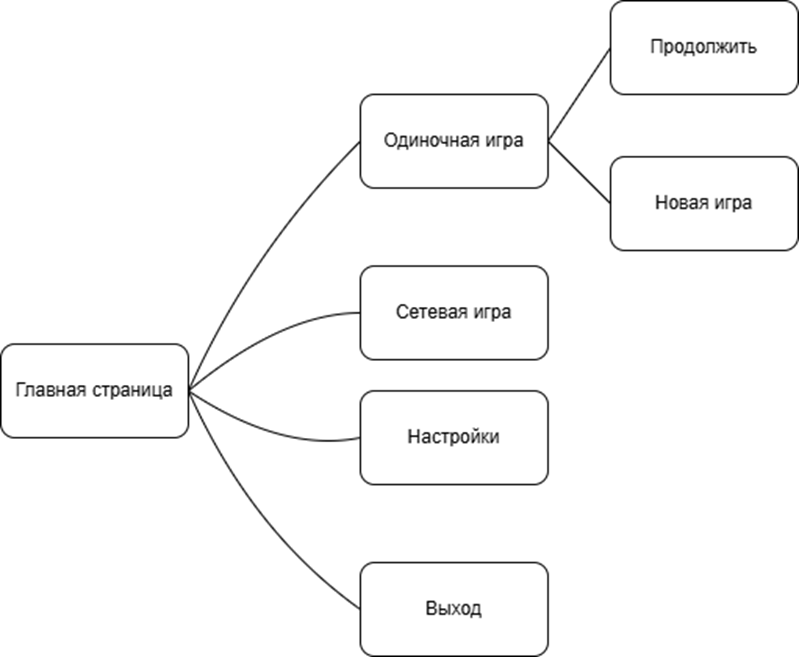 Продолжить
Одиночная игра
Новая игра
Сетевая игра
Главная страница
Настройки
Выход